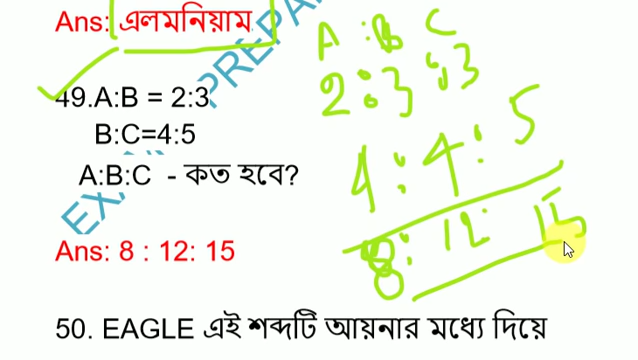 Ans: এলমনিয়াম
A : B C
49.A:B = 2:3
2 : 3 : 3
B:C=4:5
4 : 4 : 5
A:B:C - কত হবে?
8 : 12 : 15
Ans: 8 : 12: 15
50. EAGLE এই শব্দটি আয়নার মধ্যে দিয়ে